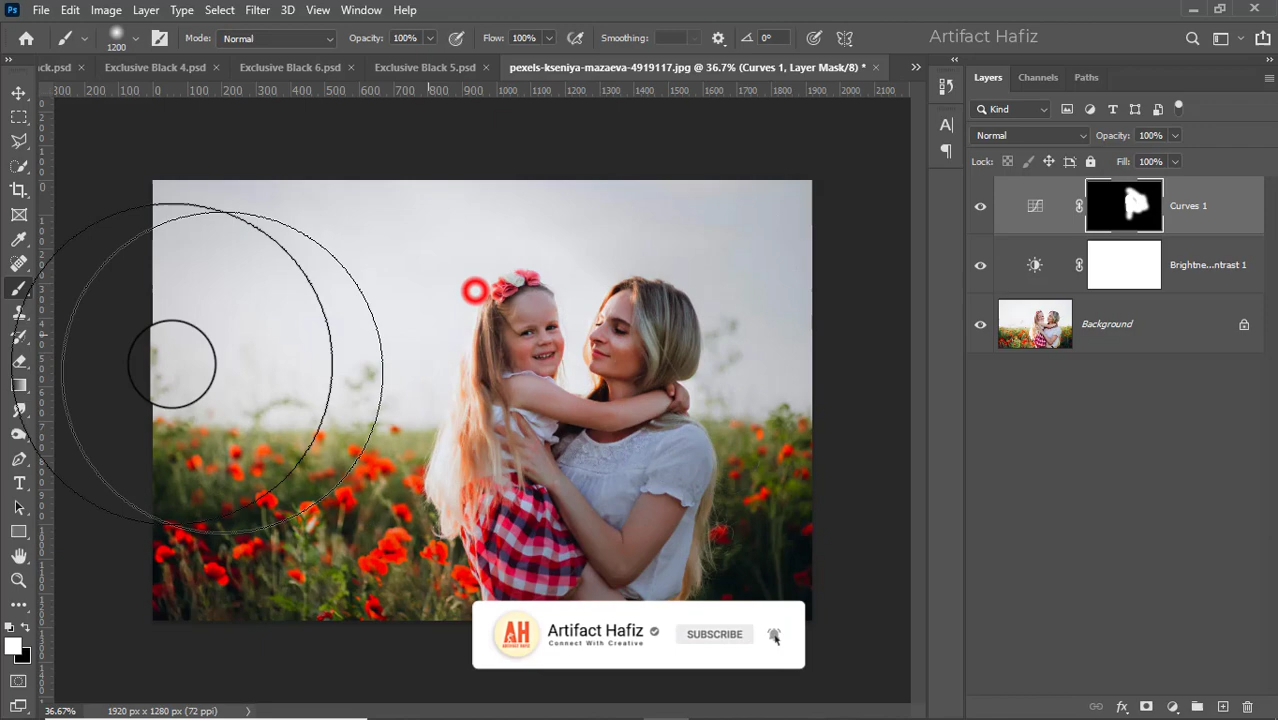 Ps File Edit Image Layer Type Select Filter 3D View Window Help
1200 Mode: Normal Opacity: 100% Flow: 100% Smoothing: 0°
Artifact Hafiz
ck.psd × Exclusive Black 4.psd × Exclusive Black 6.psd × Exclusive Black 5.psd × pexels-kseniya-mazaeva-4919117.jpg @ 36.7% (Curves 1, Layer Mask/8) * ×
300 200 100 0 100 200 300 400 500 600 700 800 900 1000 1100 1200 1300 1400 1500 1600 1700 1800 1900 2000 2100
Layers Channels Paths
Kind
Normal Opacity: 100%
Lock: Fill: 100%
Curves 1
Brightne...ntrast 1
Background
AH
ARTIFACT HAFIZ
Artifact Hafiz
Connect With Creative
SUBSCRIBE
36.67% 1920 px x 1280 px (72 ppi)